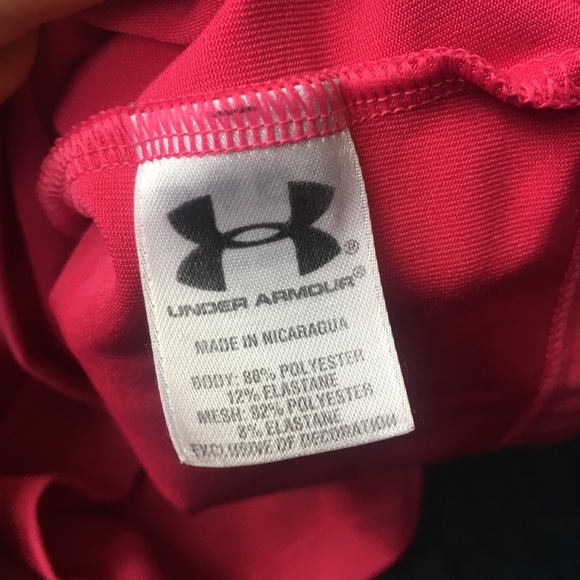 ®
UNDER ARMOUR®
MADE IN NICARAGUA
BODY: 88% POLYESTER
12% ELASTANE
MESH: 92% POLYESTER
8% ELASTANE
EXCLUSIVE OF DECORATION